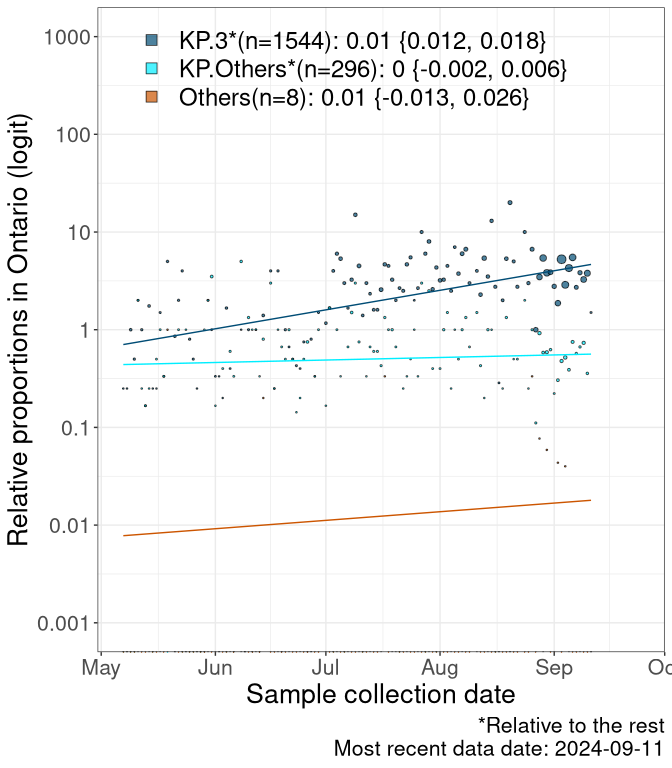 KP.3*(n=1544): 0.01 {0.012, 0.018}
KP.Others*(n=296): 0 {-0.002, 0.006}
Others(n=8): 0.01 {-0.013, 0.026}
Relative proportions in Ontario (logit)
1000
100
10
1
0.1
0.01
0.001
May Jun Jul Aug Sep Oc
Sample collection date
*Relative to the rest
Most recent data date: 2024-09-11